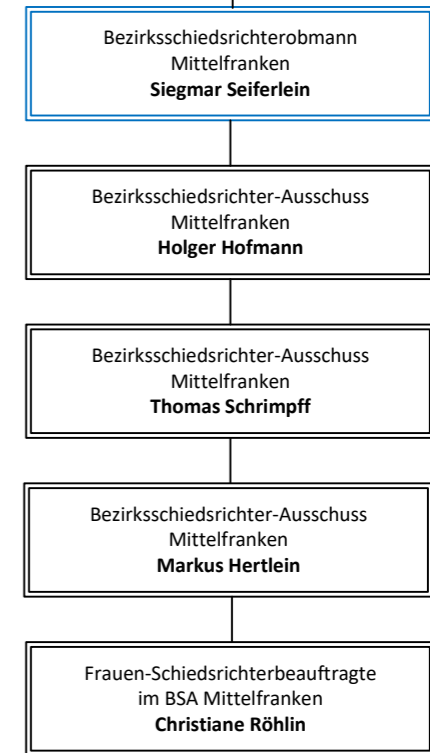 Bezirksschiedsrichterobmann
Mittelfranken
Siegmar Seiferlein
Bezirksschiedsrichter-Ausschuss
Mittelfranken
Holger Hofmann
Bezirksschiedsrichter-Ausschuss
Mittelfranken
Thomas Schrimpff
Bezirksschiedsrichter-Ausschuss
Mittelfranken
Markus Hertlein
Frauen-Schiedsrichterbeauftragte
im BSA Mittelfranken
Christiane Röhlin